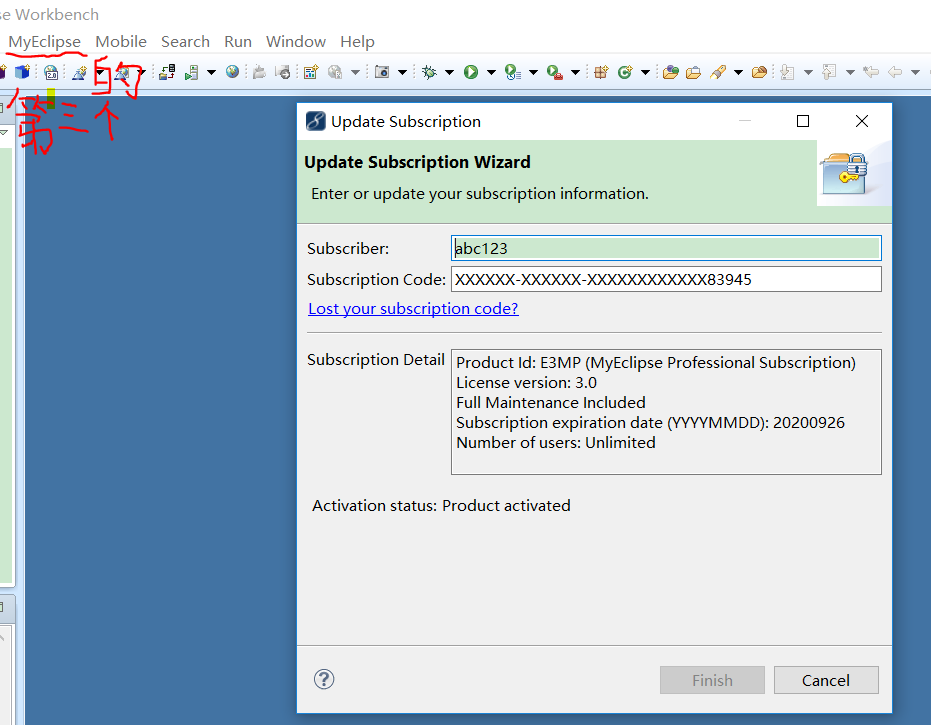 se Workbench
MyEclipse Mobile Search Run Window Help
2.0
的
第三个
Update Subscription
Update Subscription Wizard
Enter or update your subscription information.
Subscriber: abc123
Subscription Code: XXXXXX-XXXXXX-XXXXXXXXXXXX83945
Lost your subscription code?
Subscription Detail
Product Id: E3MP (MyEclipse Professional Subscription)
License version: 3.0
Full Maintenance Included
Subscription expiration date (YYYYMMDD): 20200926
Number of users: Unlimited
Activation status: Product activated
?
Finish Cancel